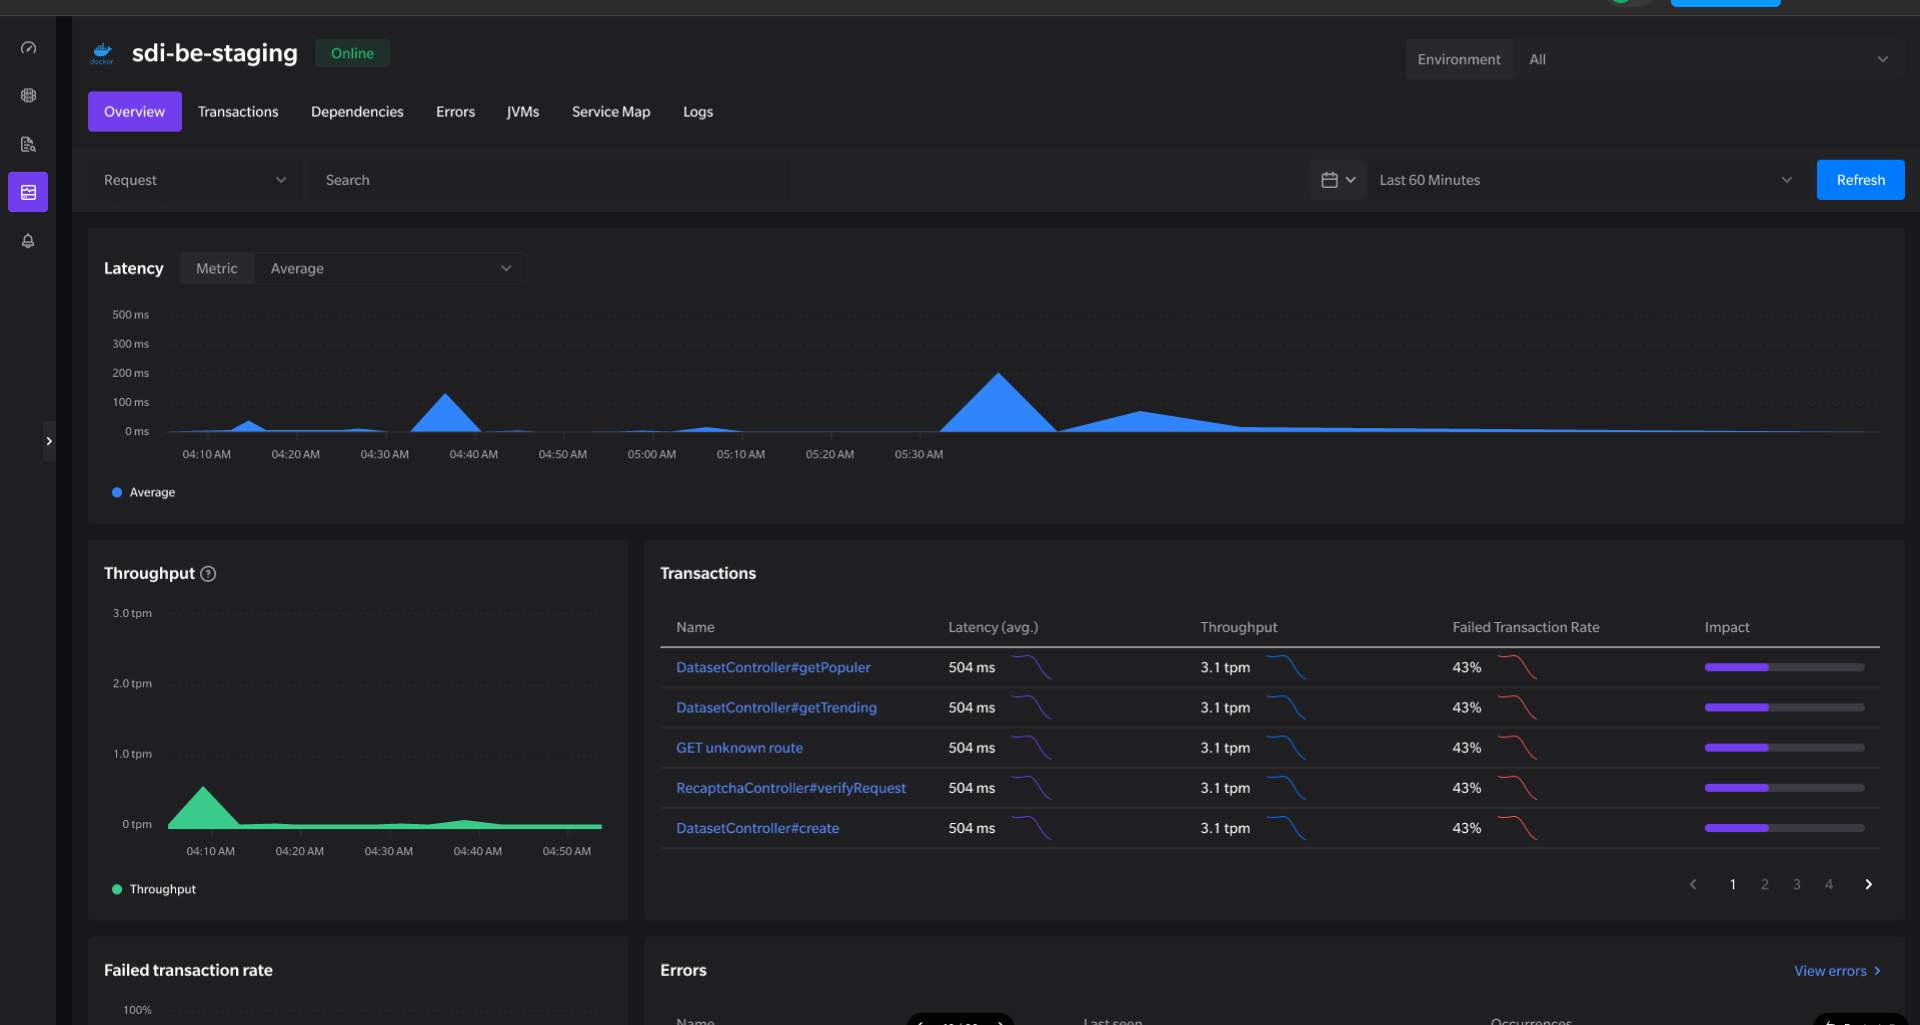 docker
sdi-be-staging
Online
Environment
All
Overview
Transactions
Dependencies
Errors
JVMs
Service Map
Logs
Request
Search
Last 60 Minutes
Refresh
Latency
Metric
Average
500 ms
300 ms
200 ms
100 ms
0 ms
04:10 AM
04:20 AM
04:30 AM
04:40 AM
04:50 AM
05:00 AM
05:10 AM
05:20 AM
05:30 AM
Average
Throughput
3.0 tpm
2.0 tpm
1.0 tpm
0 tpm
04:10 AM
04:20 AM
04:30 AM
04:40 AM
04:50 AM
Throughput
Transactions
Name
Latency (avg.)
Throughput
Failed Transaction Rate
Impact
DatasetController#getPopuler
504 ms
3.1 tpm
43%
DatasetController#getTrending
504 ms
3.1 tpm
43%
GET unknown route
504 ms
3.1 tpm
43%
RecaptchaController#verifyRequest
504 ms
3.1 tpm
43%
DatasetController#create
504 ms
3.1 tpm
43%
1
2
3
4
Failed transaction rate
100%
Errors
View errors
Name
Last seen
Occurrences